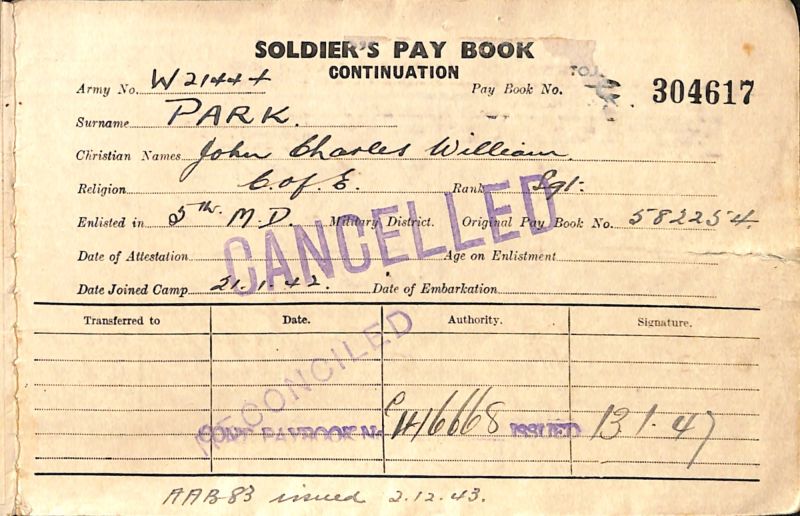 SOLDIER'S PAY BOOK
CONTINUATION
Army No. W21444 Pay Book No. 304617
Surname PARK.
Christian Names John Charles William.
Religion C. of E. Rank Sgt.
Enlisted in 5th M.D. Military District. Original Pay Book No. 582254.
Date of Attestation Age on Enlistment
Date Joined Camp 21.1.42. Date of Embarkation
CANCELLED
Transferred to Date. Authority. Signature.
RECONCILED
PAYBOOK No 1416668 ISSUED 13.1.47
AAB-83 issued 2.12.43.